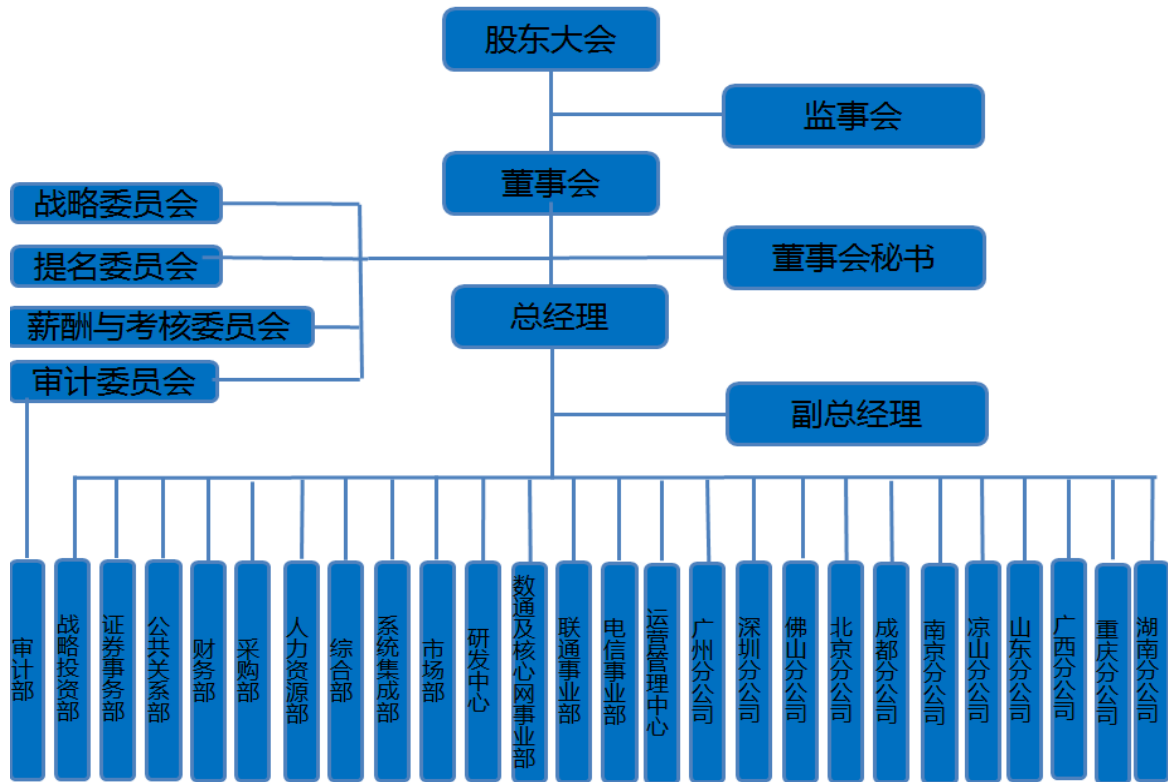 股东大会
监事会
董事会
战略委员会
提名委员会
董事会秘书
总经理
薪酬与考核委员会
审计委员会
副总经理
审计部
战略投资部
证券事务部
公共关系部
财务部
采购部
人力资源部
综合部
系统集成部
市场部
研发中心
数通及核心网事业部
联通事业部
电信事业部
运营管理中心
广州分公司
深圳分公司
佛山分公司
北京分公司
成都分公司
南京分公司
凉山分公司
山东分公司
广西分公司
重庆分公司
湖南分公司